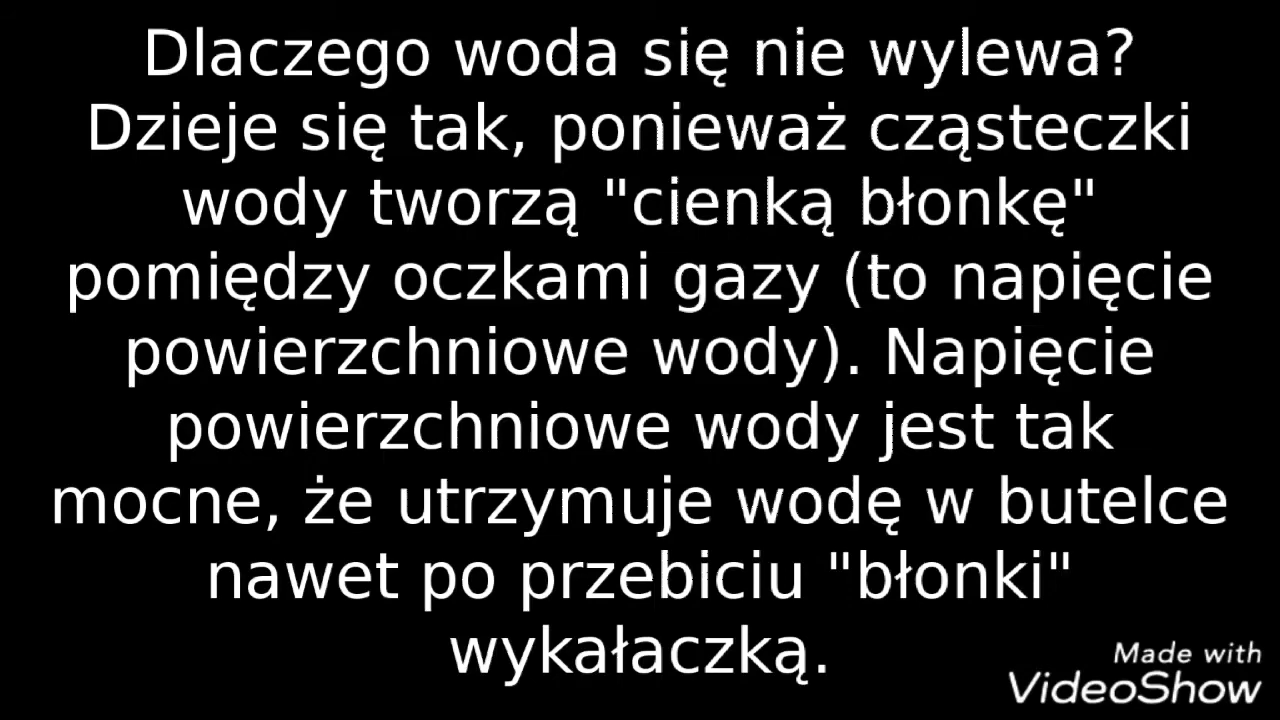 Dlaczego woda się nie wylewa?
Dzieje się tak, ponieważ cząsteczki
wody tworzą "cienką błonkę"
pomiędzy oczkami gazy (to napięcie
powierzchniowe wody). Napięcie
powierzchniowe wody jest tak
mocne, że utrzymuje wodę w butelce
nawet po przebiciu "błonki"
wykałaczką.
Made with
VideoShow